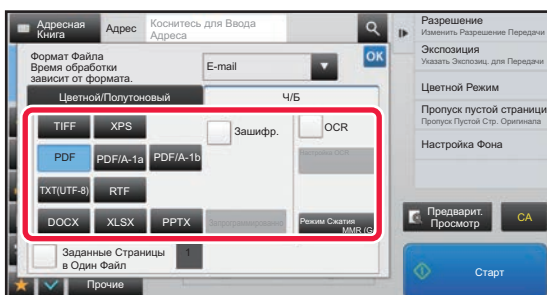 Адресная
Книга
Адрес
Коснитесь для Ввода
Адреса
Разрешение
Изменить Разрешение Передачи
Экспозиция
Указать Экспозиц. для Передачи
Цветной Режим
Пропуск пустой страници
Пропуск Пустой Стр. Оригинала
Настройка Фона
Формат Файла
Время обработки
зависит от формата.
E-mail
OK
Цветной/Полутоновый
Ч/Б
TIFF
XPS
Зашифр.
OCR
PDF
PDF/A-1a
PDF/A-1b
Настройка OCR
TXT(UTF-8)
RTF
DOCX
XLSX
PPTX
Режим Сжатия
MMR (G
Заданные Страницы
в Один Файл
1
Предварит.
Просмотр
CA
Старт
Прочие